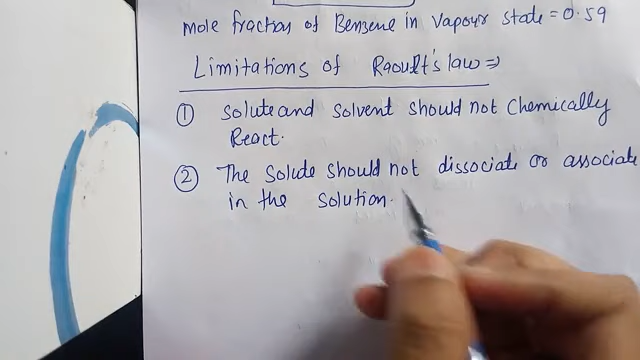 mole fraction of Benzene in Vapour state = 0.59
Limitations of Raoult's law ⇒
① Solute and Solvent should not Chemically
React.
② The Solute should not dissociate or associate
in the solution.